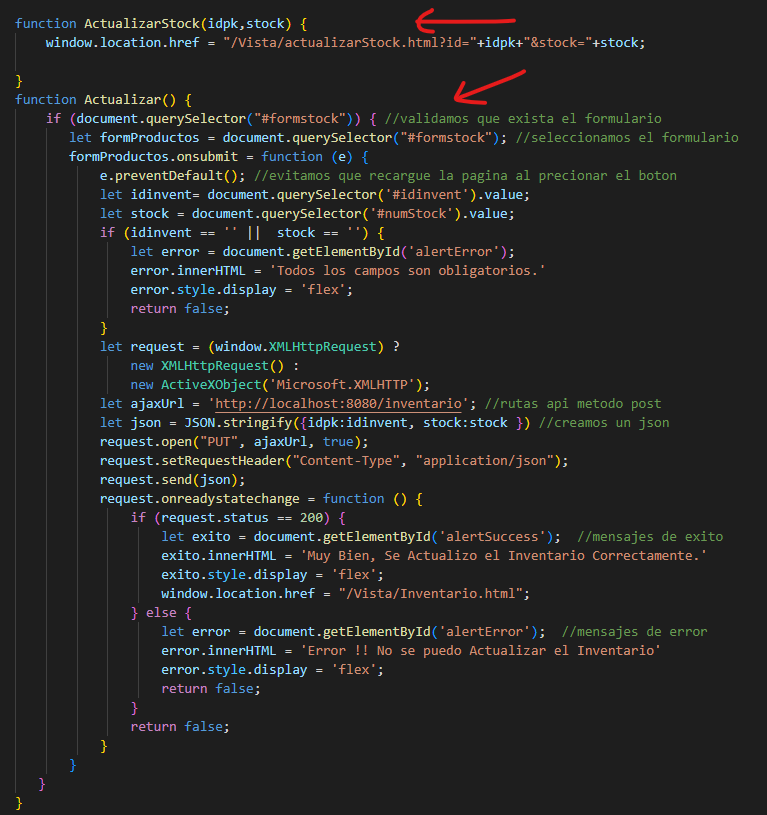 function ActualizarStock(idpk,stock) {
window.location.href = "/Vista/actualizarStock.html?id="+idpk+"&stock="+stock;
}
function Actualizar() {
if (document.querySelector("#formstock")) { //validamos que exista el formulario
let formProductos = document.querySelector("#formstock"); //seleccionamos el formulario
formProductos.onsubmit = function (e) {
e.preventDefault(); //evitamos que recargue la pagina al precionar el boton
let idinvent= document.querySelector('#idinvent').value;
let stock = document.querySelector('#numStock').value;
if (idinvent == '' ||  stock == '') {
let error = document.getElementById('alertError');
error.innerHTML = 'Todos los campos son obligatorios.'
error.style.display = 'flex';
return false;
}
let request = (window.XMLHttpRequest) ?
new XMLHttpRequest() :
new ActiveXObject('Microsoft.XMLHTTP');
let ajaxUrl = 'http://localhost:8080/inventario'; //rutas api metodo post
let json = JSON.stringify({idpk:idinvent, stock:stock }) //creamos un json
request.open("PUT", ajaxUrl, true);
request.setRequestHeader("Content-Type", "application/json");
request.send(json);
request.onreadystatechange = function () {
if (request.status == 200) {
let exito = document.getElementById('alertSuccess');  //mensajes de exito
exito.innerHTML = 'Muy Bien, Se Actualizo el Inventario Correctamente.'
exito.style.display = 'flex';
window.location.href = "/Vista/Inventario.html";
} else {
let error = document.getElementById('alertError');  //mensajes de error
error.innerHTML = 'Error !! No se puedo Actualizar el Inventario'
error.style.display = 'flex';
return false;
}
return false;
}
}
}
}